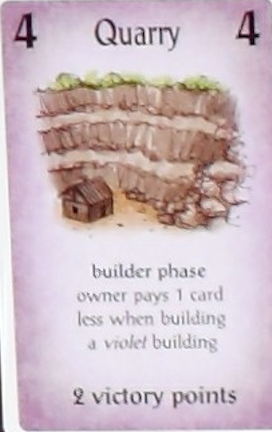 4 Quarry 4
builder phase
owner pays 1 card
less when building
a violet building
2 victory points